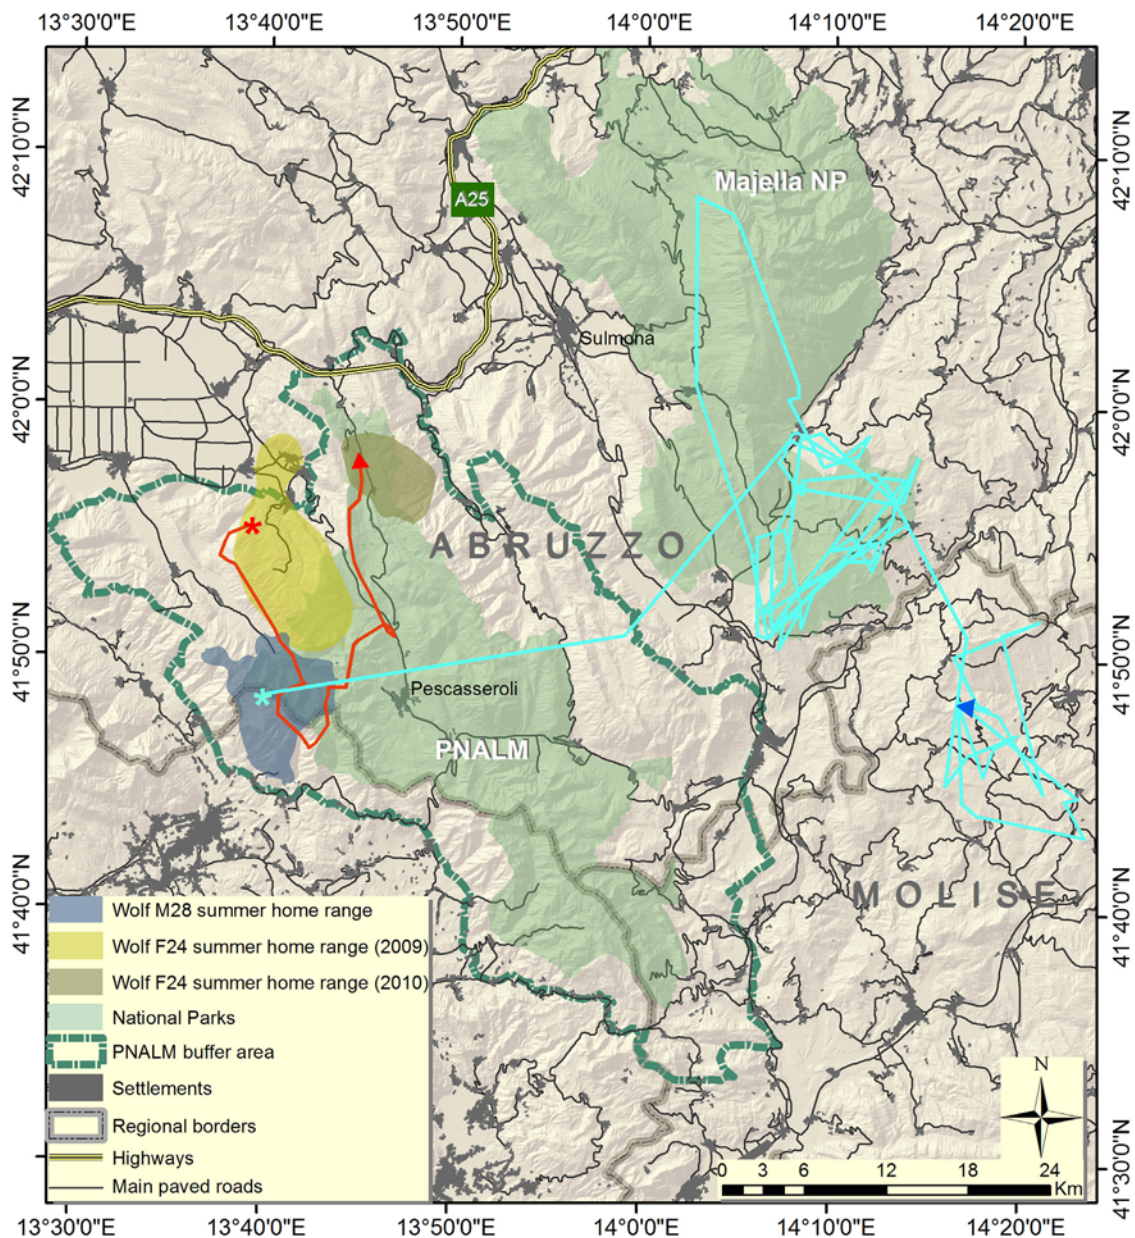 13°30'0"E 13°40'0"E 13°50'0"E 14°0'0"E 14°10'0"E 14°20'0"E
42°10'0"N
42°10'0"N
Majella NP
A25
Sulmona
42°0'0"N
42°0'0"N
ABRUZZO
41°50'0"N
41°50'0"N
Pescasseroli
PNALM
MOLISE
41°40'0"N
41°40'0"N
Wolf M28 summer home range
Wolf F24 summer home range (2009)
Wolf F24 summer home range (2010)
National Parks
PNALM buffer area
Settlements
Regional borders
Highways
Main paved roads
N
0 3 6 12 18 24
Km
41°30'0"N
13°30'0"E 13°40'0"E 13°50'0"E 14°0'0"E 14°10'0"E 14°20'0"E